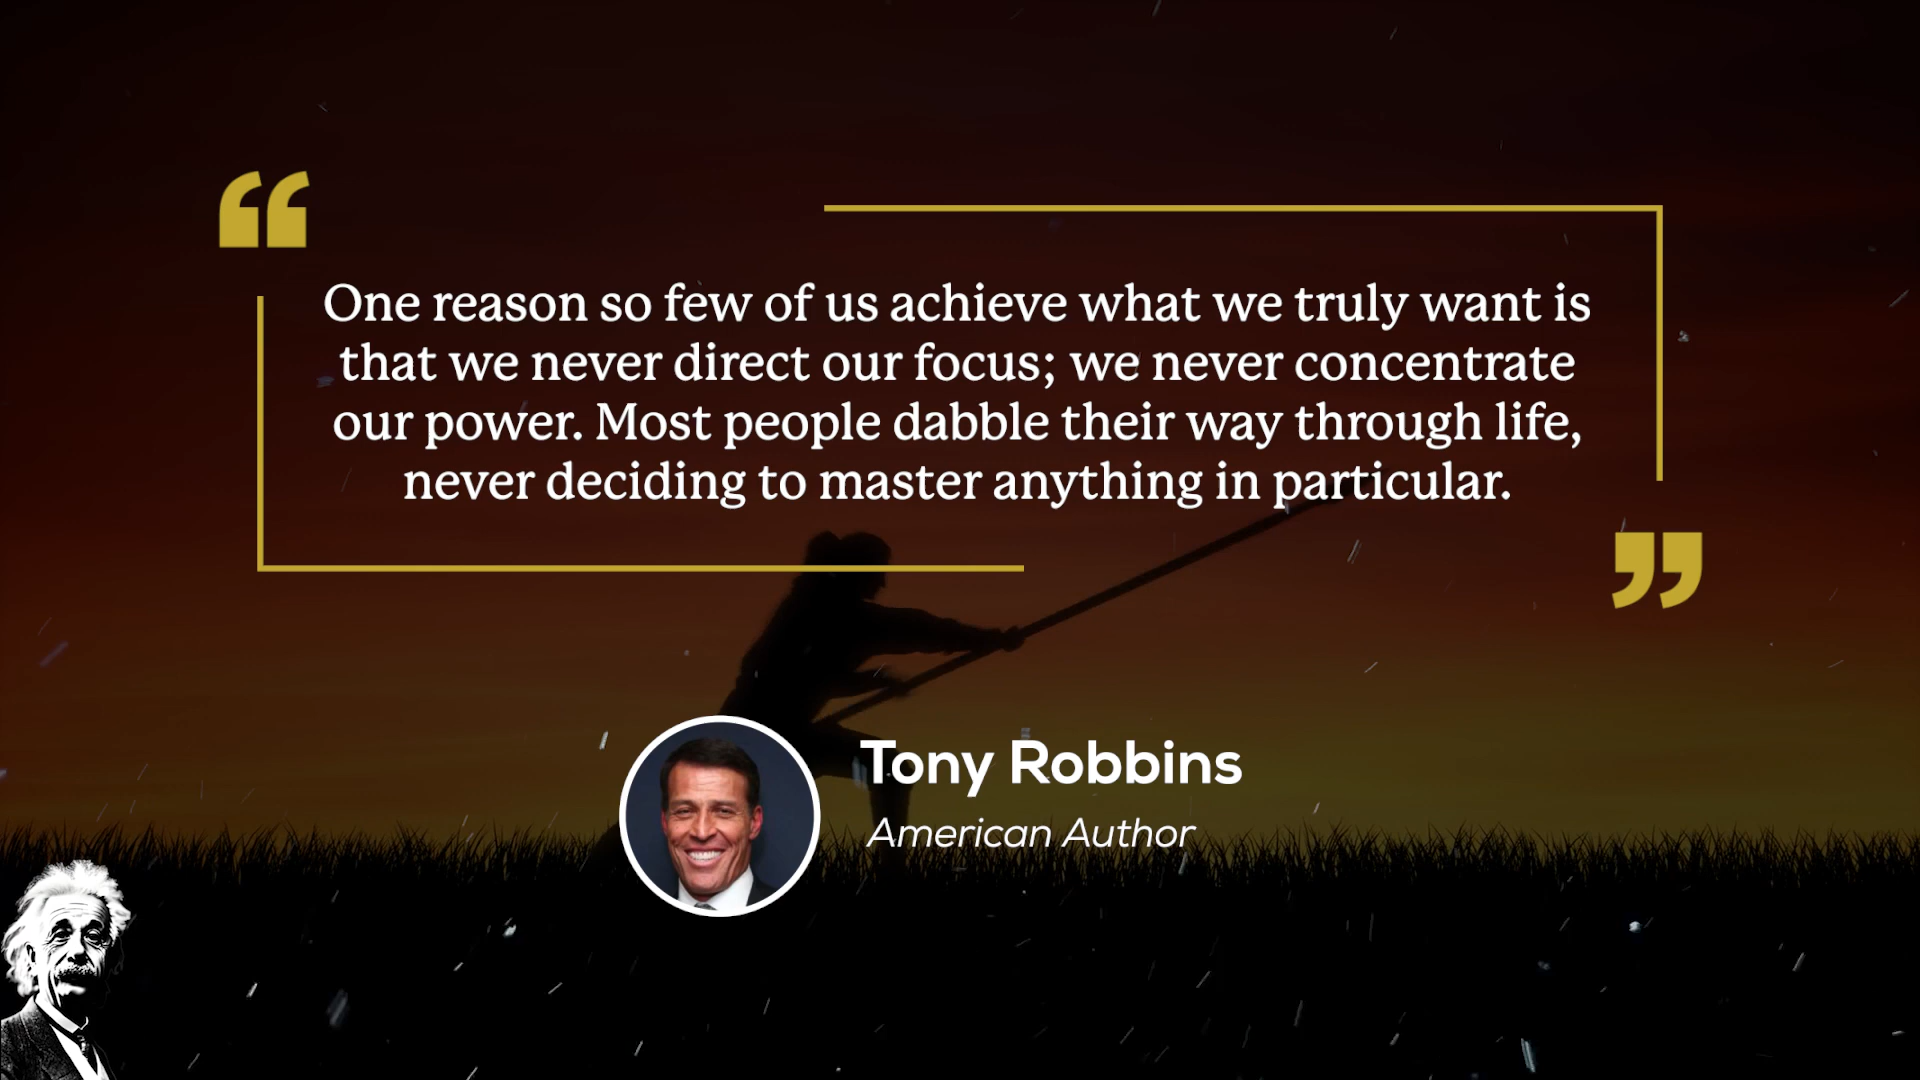 “
One reason so few of us achieve what we truly want is
that we never direct our focus; we never concentrate
our power. Most people dabble their way through life,
never deciding to master anything in particular.
”
Tony Robbins
American Author